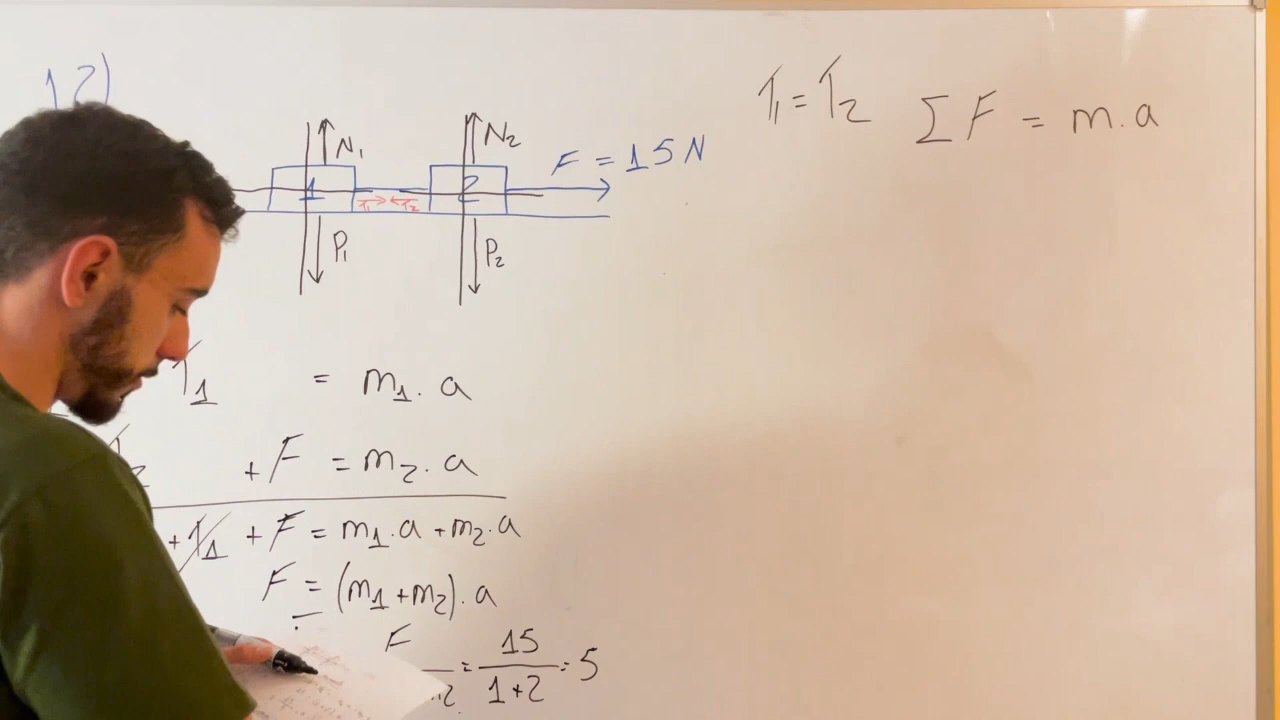 12)
T1 = T2
Σ F = m.a
N1
N2
F = 15 N
1
2
T1 T2
P1
P2
T1 = m1. a
+ F = m2. a
+ T1 + F = m1.a + m2.a
F = (m1 + m2). a
F
= 15 / 1+2 = 5